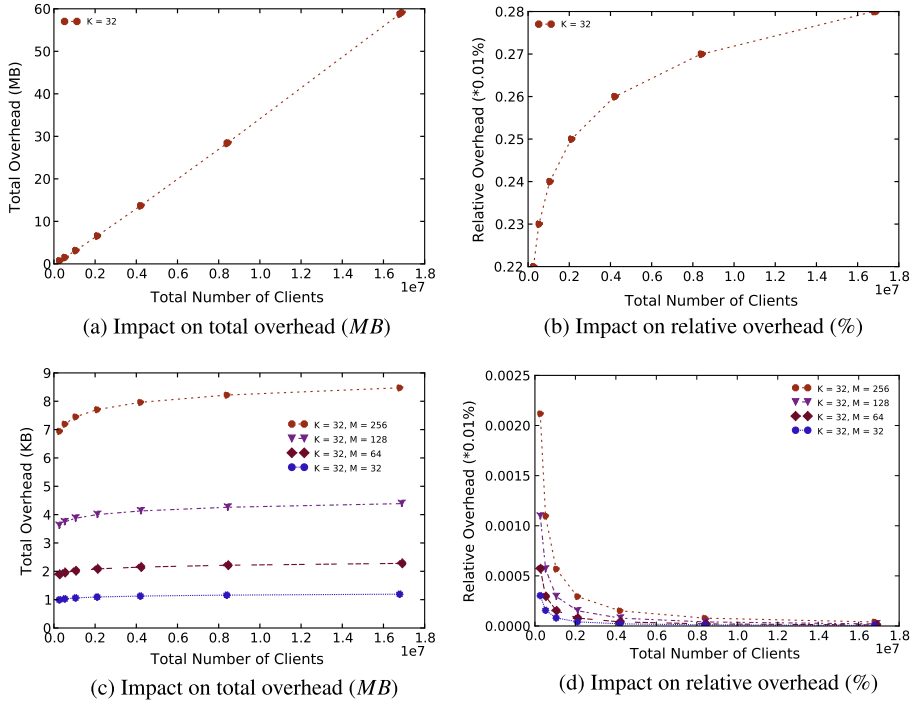 60
50
40
30
20
10
0
Total Overhead (MB)
K = 32
0.0 0.2 0.4 0.6 0.8 1.0 1.2 1.4 1.6 1.8
1e7
Total Number of Clients
(a) Impact on total overhead (MB)
0.28
0.27
0.26
0.25
0.24
0.23
0.22
Relative Overhead (*0.01%)
K = 32
0.0 0.2 0.4 0.6 0.8 1.0 1.2 1.4 1.6 1.8
1e7
Total Number of Clients
(b) Impact on relative overhead (%)
9
8
7
6
5
4
3
2
1
0
Total Overhead (KB)
K = 32, M = 256
K = 32, M = 128
K = 32, M = 64
K = 32, M = 32
0.0 0.2 0.4 0.6 0.8 1.0 1.2 1.4 1.6 1.8
1e7
Total Number of Clients
(c) Impact on total overhead (MB)
0.0025
0.0020
0.0015
0.0010
0.0005
0.0000
Relative Overhead (*0.01%)
K = 32, M = 256
K = 32, M = 128
K = 32, M = 64
K = 32, M = 32
0.0 0.2 0.4 0.6 0.8 1.0 1.2 1.4 1.6 1.8
1e7
Total Number of Clients
(d) Impact on relative overhead (%)